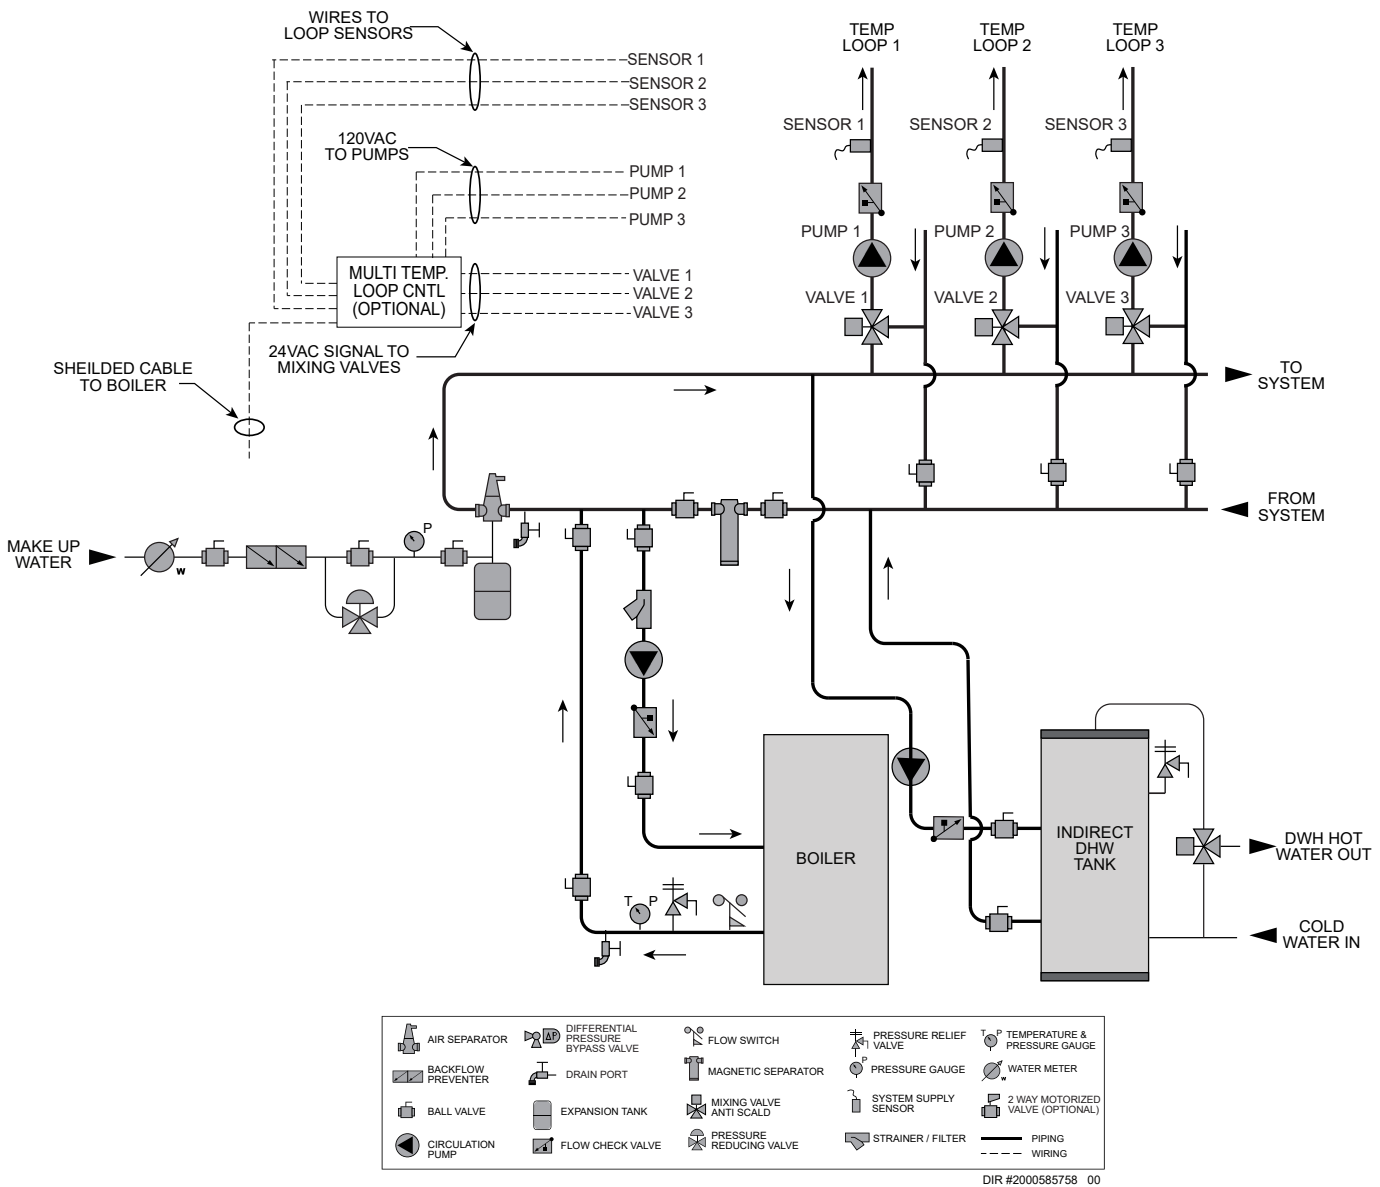 WIRES TO
LOOP SENSORS
SENSOR 1
SENSOR 2
SENSOR 3
120VAC
TO PUMPS
PUMP 1
PUMP 2
PUMP 3
MULTI TEMP.
LOOP CNTL
(OPTIONAL)
VALVE 1
VALVE 2
VALVE 3
24VAC SIGNAL TO
MIXING VALVES
SHEILDED CABLE
TO BOILER
TEMP
LOOP 1
TEMP
LOOP 2
TEMP
LOOP 3
SENSOR 1
SENSOR 2
SENSOR 3
PUMP 1
PUMP 2
PUMP 3
VALVE 1
VALVE 2
VALVE 3
TO
SYSTEM
FROM
SYSTEM
MAKE UP
WATER
W
P
T P
BOILER
INDIRECT
DHW
TANK
DWH HOT
WATER OUT
COLD
WATER IN
AIR SEPARATOR
BACKFLOW
PREVENTER
BALL VALVE
CIRCULATION
PUMP
ΔP
DIFFERENTIAL
PRESSURE
BYPASS VALVE
DRAIN PORT
EXPANSION TANK
FLOW CHECK VALVE
FLOW SWITCH
MAGNETIC SEPARATOR
MIXING VALVE
ANTI SCALD
PRESSURE
REDUCING VALVE
PRESSURE RELIEF
VALVE
P
PRESSURE GAUGE
SYSTEM SUPPLY
SENSOR
STRAINER / FILTER
T P
TEMPERATURE &
PRESSURE GAUGE
W
WATER METER
2 WAY MOTORIZED
VALVE (OPTIONAL)
PIPING
WIRING
DIR #2000585758 00